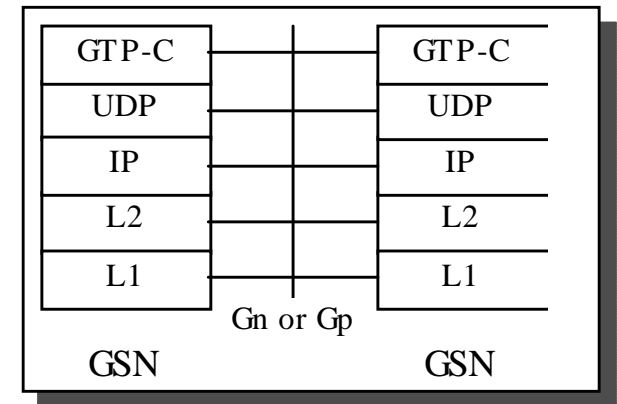 GTP-C GTP-C
UDP UDP
IP IP
L2 L2
L1 L1
Gn or Gp
GSN GSN